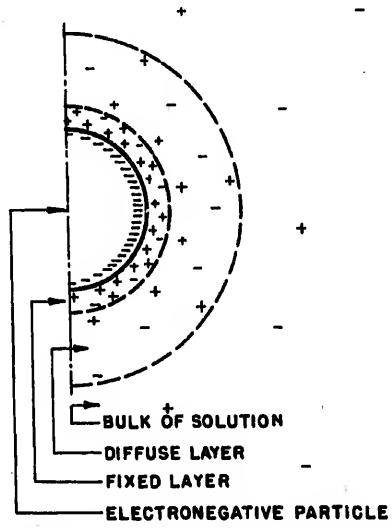 BULK OF SOLUTION
DIFFUSE LAYER
FIXED LAYER
ELECTRONEGATIVE PARTICLE